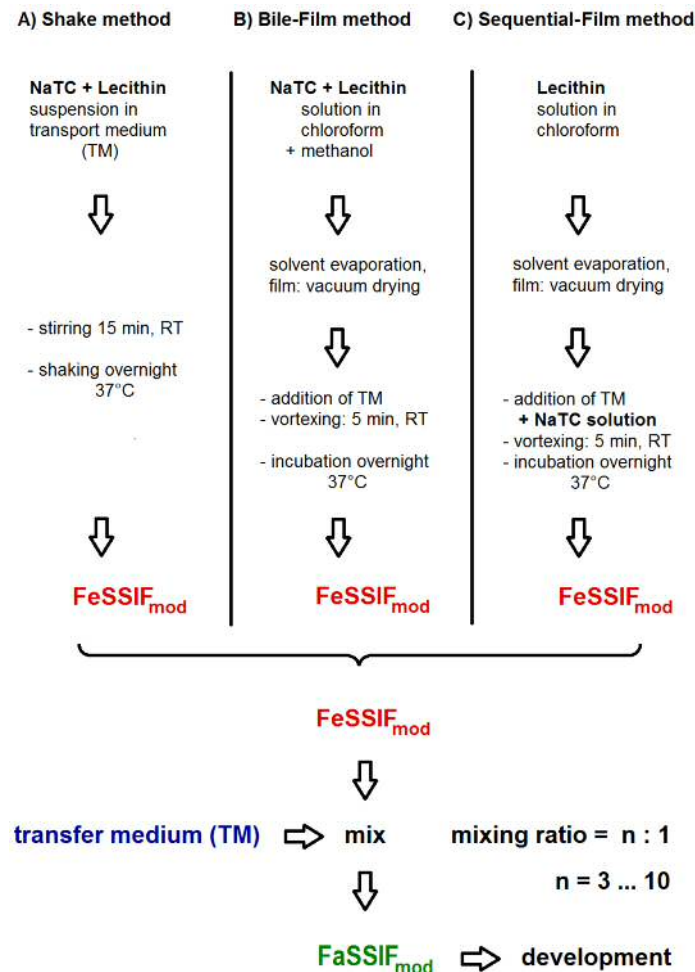 A) Shake method
NaTC + Lecithin
suspension in
transport medium
(TM)
- stirring 15 min, RT
- shaking overnight
37°C
FeSSIFmod
B) Bile-Film method
NaTC + Lecithin
solution in
chloroform
+ methanol
solvent evaporation,
film: vacuum drying
- addition of TM
- vortexing: 5 min, RT
- incubation overnight
37°C
FeSSIFmod
C) Sequential-Film method
Lecithin
solution in
chloroform
solvent evaporation,
film: vacuum drying
- addition of TM
+ NaTC solution
- vortexing: 5 min, RT
- incubation overnight
37°C
FeSSIFmod
FeSSIFmod
transfer medium (TM)
mix
mixing ratio = n : 1
n = 3 ... 10
FaSSIFmod
development